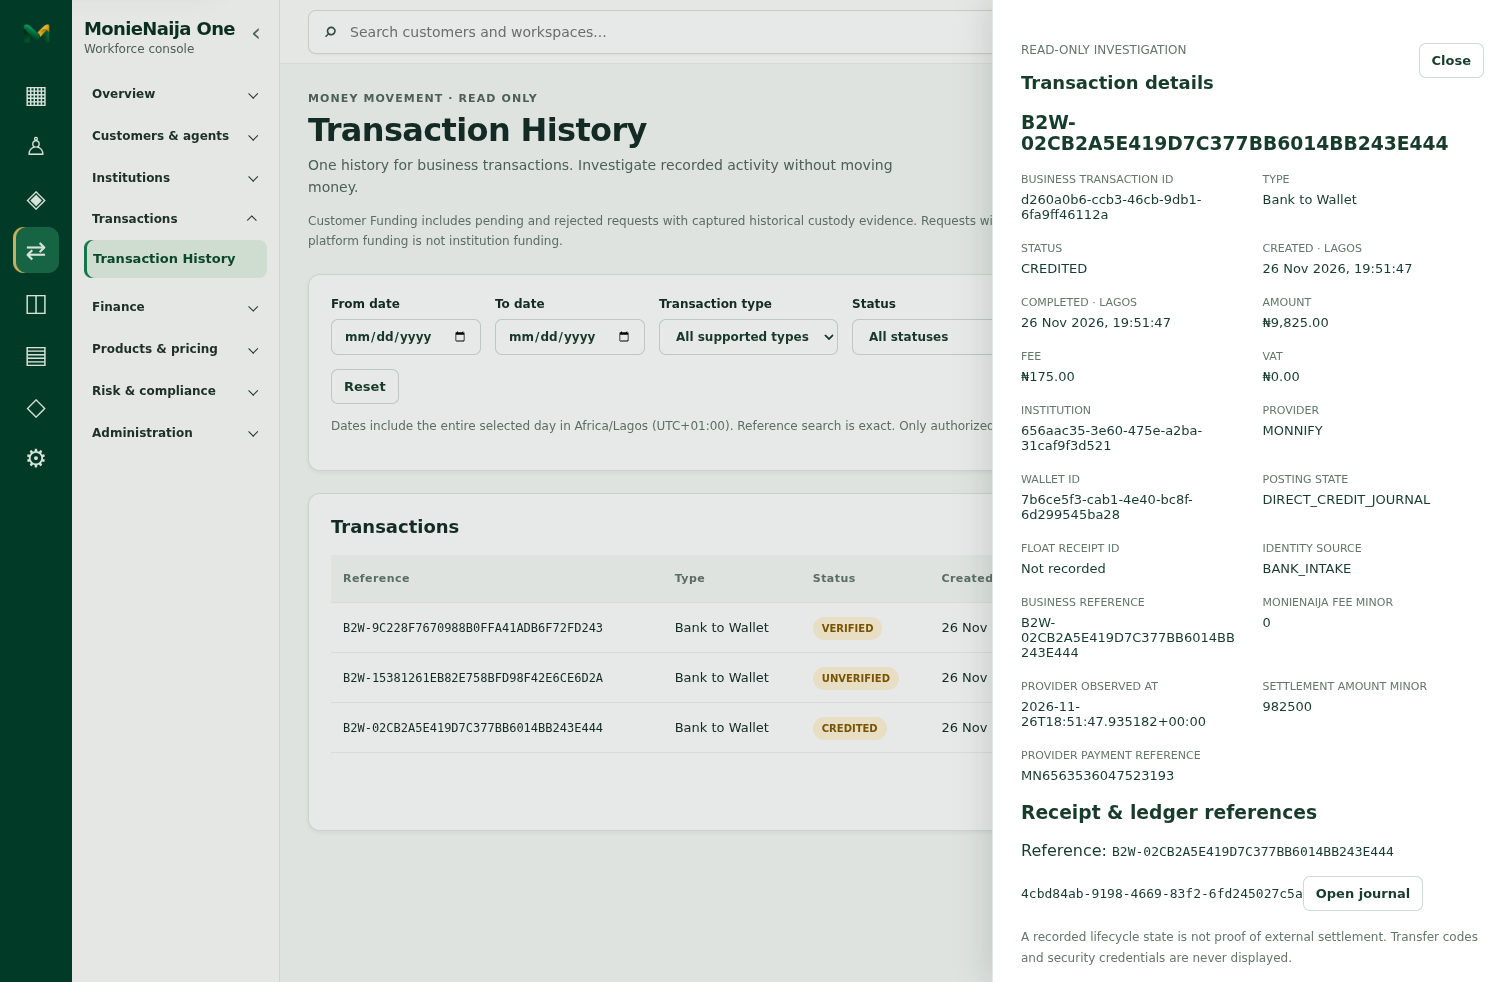 MonieNaija One
Workforce console
Overview
Customers & agents
Institutions
Transactions
Transaction History
Finance
Products & pricing
Risk & compliance
Administration
Search customers and workspaces...
MONEY MOVEMENT · READ ONLY
Transaction History
One history for business transactions. Investigate recorded activity without moving
money.
Customer Funding includes pending and rejected requests with captured historical custody evidence. Requests wi
platform funding is not institution funding.
From date
To date
Transaction type
Status
mm/dd/yyyy
mm/dd/yyyy
All supported types
All statuses
Reset
Dates include the entire selected day in Africa/Lagos (UTC+01:00). Reference search is exact. Only authorized
Transactions
Reference Type Status Created
B2W-9C228F7670988B0FFA41ADB6F72FD243 Bank to Wallet VERIFIED 26 Nov
B2W-15381261EB82E758BFD98F42E6CE6D2A Bank to Wallet UNVERIFIED 26 Nov
B2W-02CB2A5E419D7C377BB6014BB243E444 Bank to Wallet CREDITED 26 Nov
READ-ONLY INVESTIGATION
Close
Transaction details
B2W-
02CB2A5E419D7C377BB6014BB243E444
BUSINESS TRANSACTION ID
d260a0b6-ccb3-46cb-9db1-
6fa9ff46112a
TYPE
Bank to Wallet
STATUS
CREDITED
CREATED · LAGOS
26 Nov 2026, 19:51:47
COMPLETED · LAGOS
26 Nov 2026, 19:51:47
AMOUNT
₦9,825.00
FEE
₦175.00
VAT
₦0.00
INSTITUTION
656aac35-3e60-475e-a2ba-
31caf9f3d521
PROVIDER
MONNIFY
WALLET ID
7b6ce5f3-cab1-4e40-bc8f-
6d299545ba28
POSTING STATE
DIRECT_CREDIT_JOURNAL
FLOAT RECEIPT ID
Not recorded
IDENTITY SOURCE
BANK_INTAKE
BUSINESS REFERENCE
B2W-
02CB2A5E419D7C377BB6014BB
243E444
MONIENAIJA FEE MINOR
0
PROVIDER OBSERVED AT
2026-11-
26T18:51:47.935182+00:00
SETTLEMENT AMOUNT MINOR
982500
PROVIDER PAYMENT REFERENCE
MN6563536047523193
Receipt & ledger references
Reference: B2W-02CB2A5E419D7C377BB6014BB243E444
4cbd84ab-9198-4669-83f2-6fd245027c5a Open journal
A recorded lifecycle state is not proof of external settlement. Transfer codes
and security credentials are never displayed.